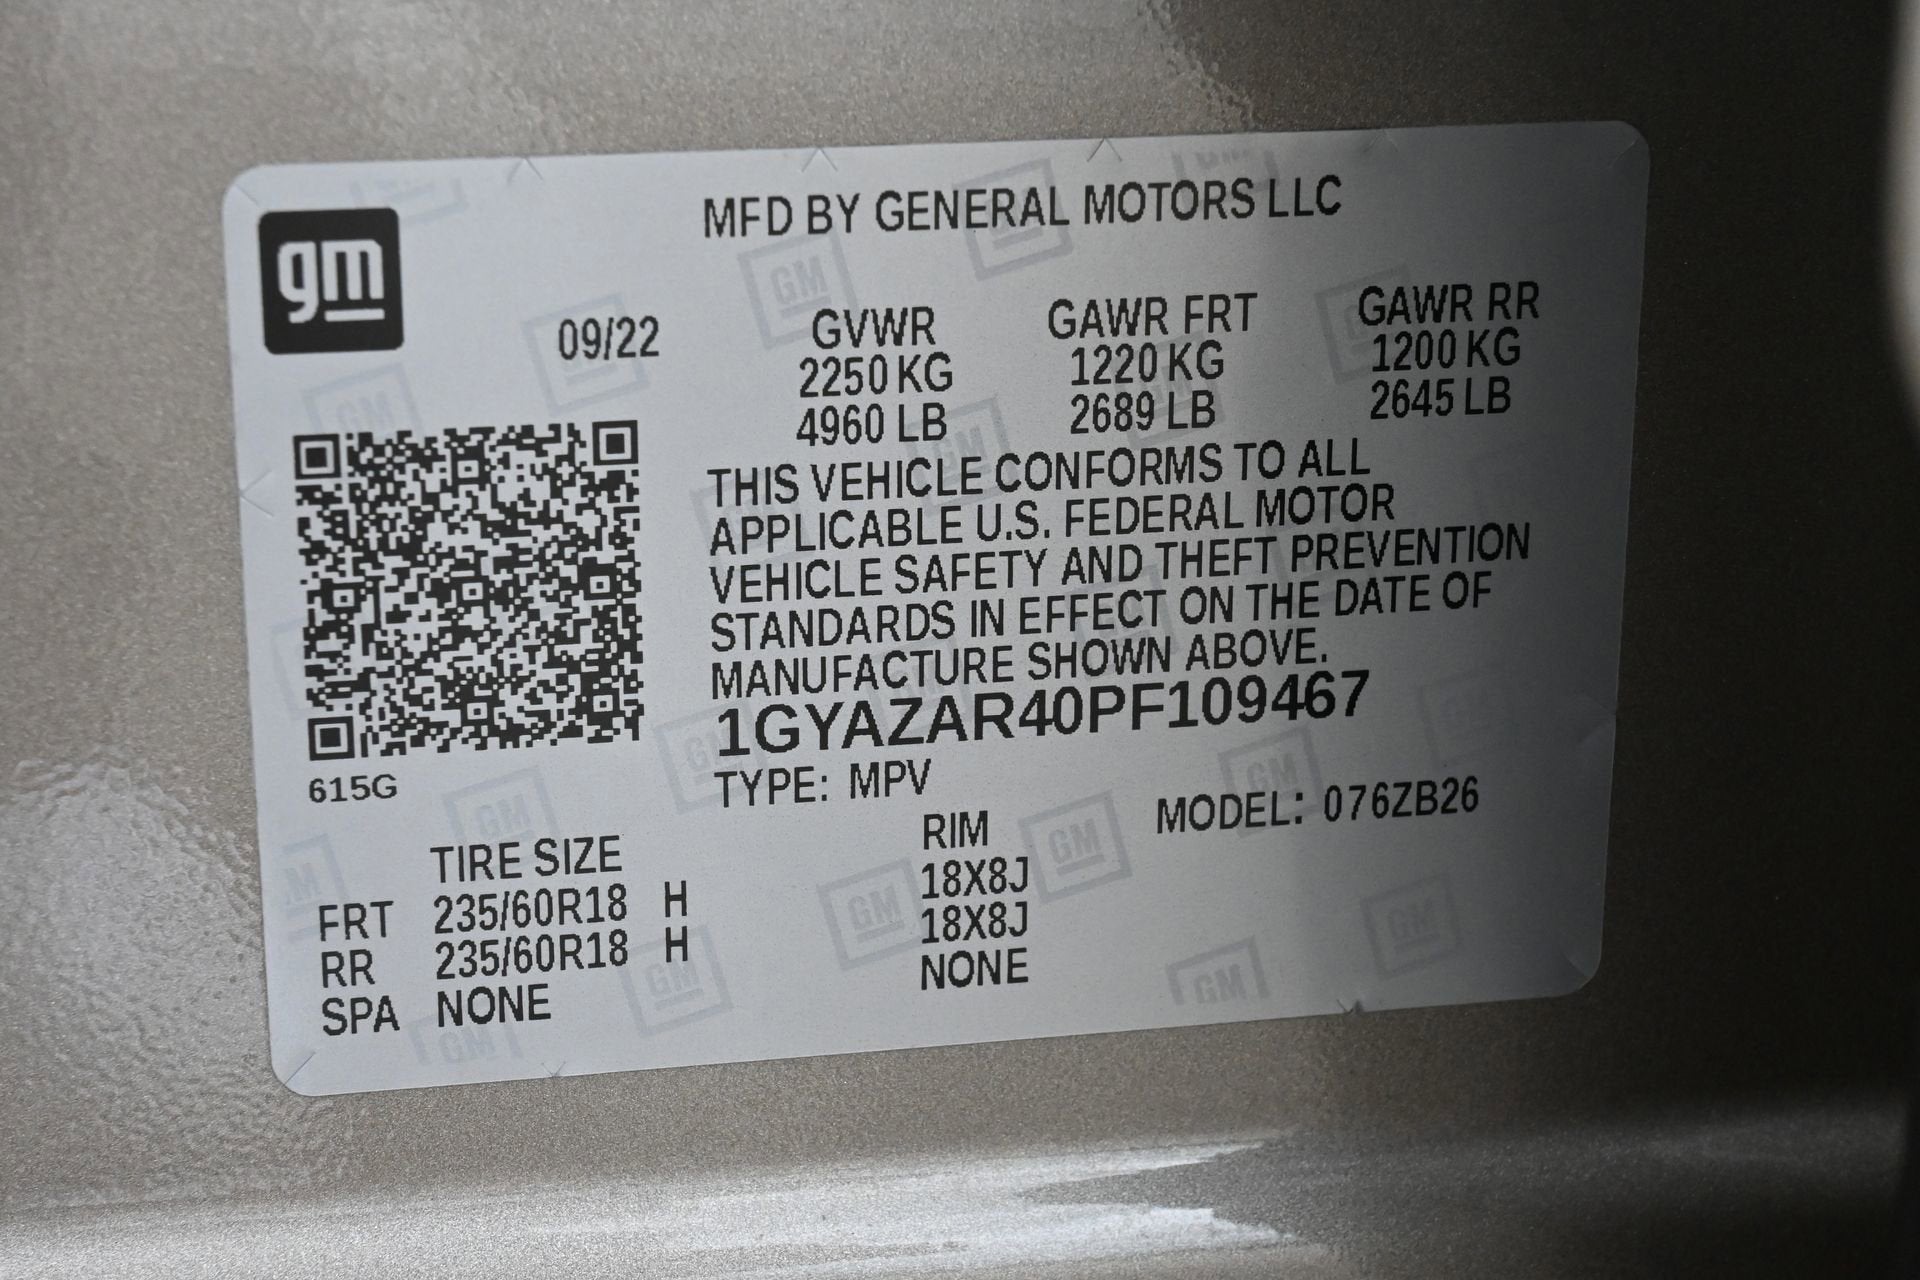 gm
MFD BY GENERAL MOTORS LLC
09/22
GVWR GAWR FRT GAWR RR
2250 KG 1220 KG 1200 KG
4960 LB 2689 LB 2645 LB
THIS VEHICLE CONFORMS TO ALL
APPLICABLE U.S. FEDERAL MOTOR
VEHICLE SAFETY AND THEFT PREVENTION
STANDARDS IN EFFECT ON THE DATE OF
MANUFACTURE SHOWN ABOVE.
1GYAZAR40PF109467
615G
TYPE: MPV MODEL: 076ZB26
TIRE SIZE RIM
FRT 235/60R18 H 18X8J
RR 235/60R18 H 18X8J
SPA NONE NONE